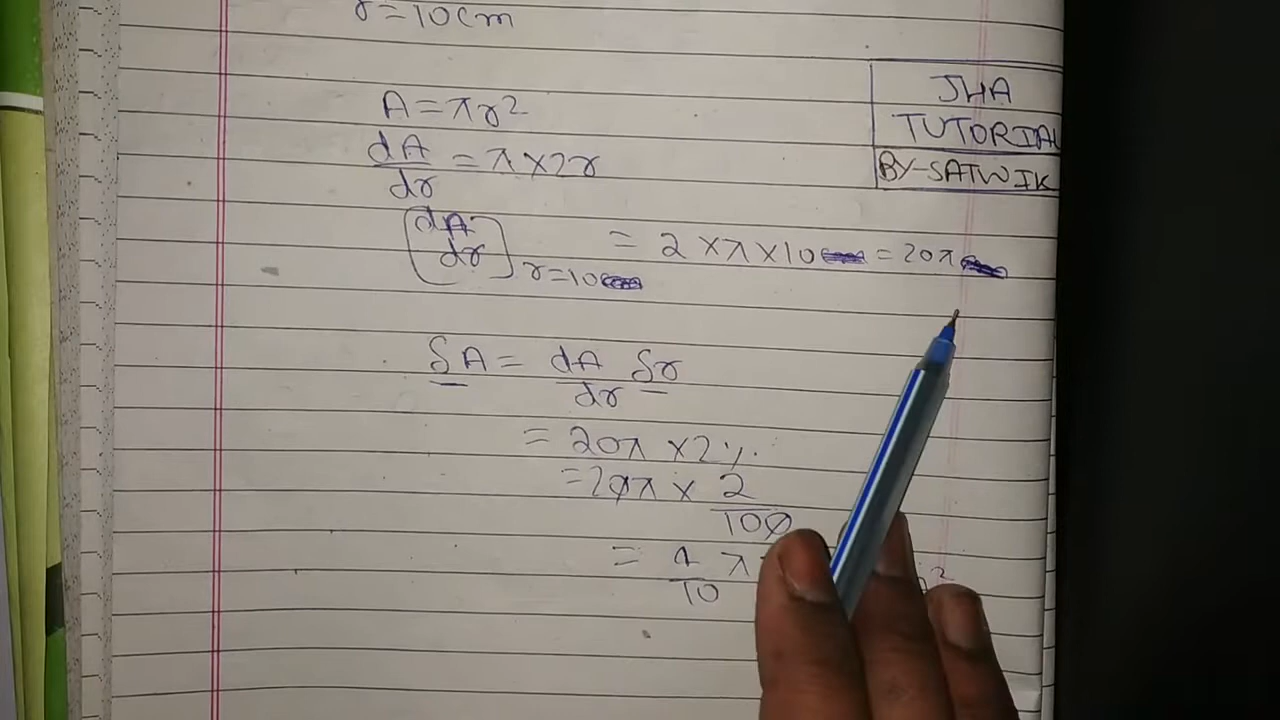 r=10cm
JHA
TUTORIAL
BY-SATWIK
A=πr²
dA/dr = π×2r
(dA/dr) r=10 = 2×π×10 = 20π
δA = dA/dr δr
= 20π ×2%
=20π × 2/100
= 4/10 π